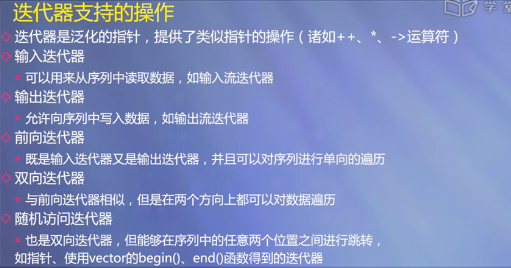 迭代器支持的操作
学堂
迭代器是泛化的指针，提供了类似指针的操作（诸如++、*、->运算符）
输入迭代器
可以用来从序列中读取数据，如输入流迭代器
输出迭代器
允许向序列中写入数据，如输出流迭代器
前向迭代器
既是输入迭代器又是输出迭代器，并且可以对序列进行单向的遍历
双向迭代器
与前向迭代器相似，但是在两个方向上都可以对数据遍历
随机访问迭代器
也是双向迭代器，但能够在序列中的任意两个位置之间进行跳转，
如指针、使用vector的begin()、end()函数得到的迭代器